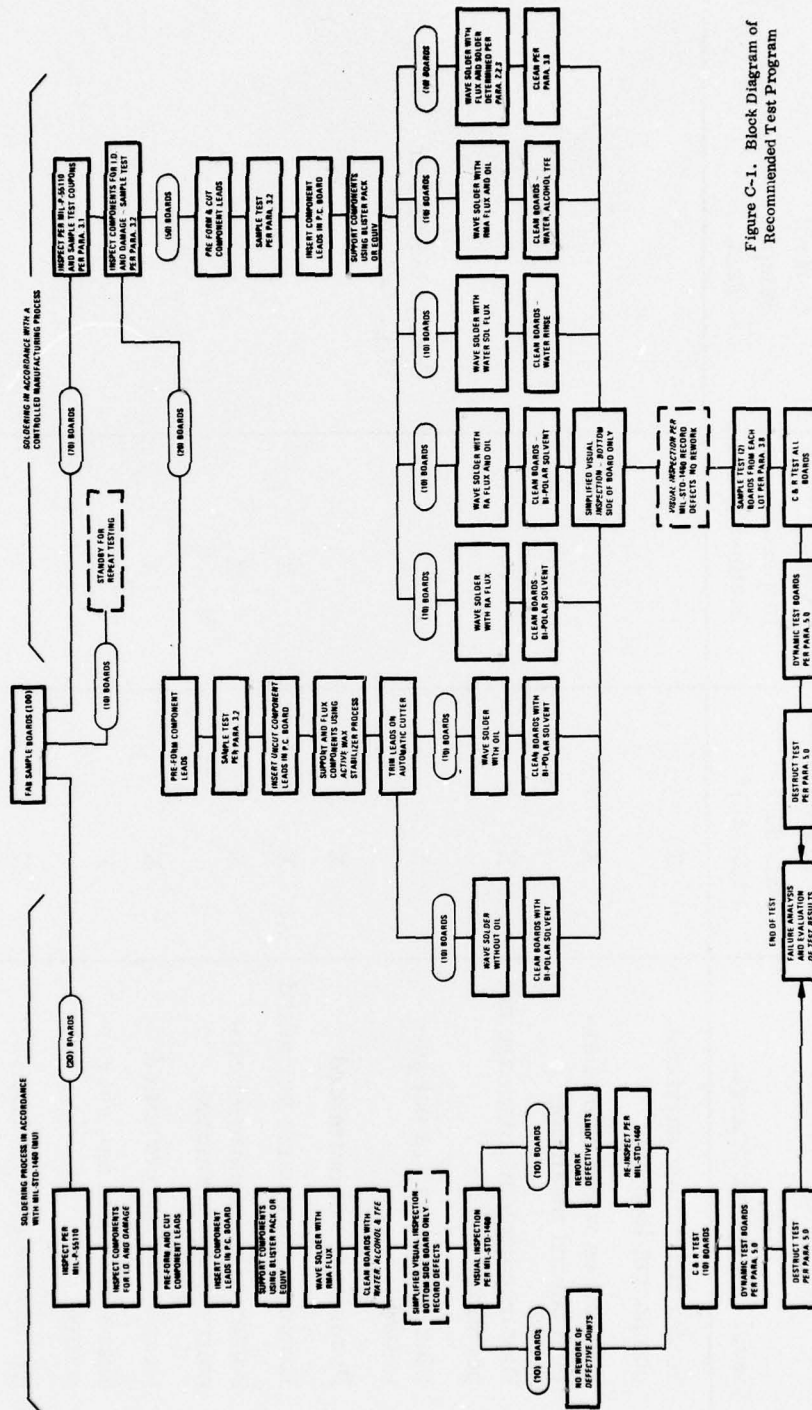 FAB SAMPLE BOARDS (100)
SOLDERING PROCESS IN ACCORDANCE
WITH MIL-STD-1460 (MU)
(20) BOARDS
INSPECT PER
MIL-P-55110
INSPECT COMPONENTS
FOR I.D. AND DAMAGE
PRE-FORM AND CUT
COMPONENT LEADS
INSERT COMPONENT
LEADS IN P.C. BOARD
SUPPORT COMPONENTS
USING BLISTER PACK OR
EQUIV
WAVE SOLDER WITH
RMA FLUX
CLEAN BOARDS WITH
WATER, ALCOHOL & TFE
SIMPLIFIED VISUAL INSPECTION –
BOTTOM SIDE BOARD ONLY –
RECORD DEFECTS
VISUAL INSPECTION
PER MIL-STD-1460
(10) BOARDS
NO REWORK OF
DEFECTIVE JOINTS
(10) BOARDS
REWORK
DEFECTIVE JOINTS
RE-INSPECT PER
MIL-STD-1460
C & R TEST
(10) BOARDS
DYNAMIC TEST BOARDS
PER PARA 5.0
DESTRUCT TEST
PER PARA 5.0
(10) BOARDS
STANDBY FOR
REPEAT TESTING
SOLDERING IN ACCORDANCE WITH A
CONTROLLED MANUFACTURING PROCESS
(70) BOARDS
INSPECT PER MIL-P-55110
AND SAMPLE TEST COUPONS
PER PARA. 3.1
INSPECT COMPONENTS FOR I.D.
AND DAMAGE – SAMPLE TEST
PER PARA. 3.2
(20) BOARDS
PRE-FORM COMPONENT
LEADS
SAMPLE TEST
PER PARA 3.2
INSERT UNCUT COMPONENT
LEADS IN P.C. BOARD
SUPPORT AND FLUX
COMPONENTS USING
ACTIVE WAX
STABILIZER PROCESS
TRIM LEADS ON
AUTOMATIC CUTTER
(10) BOARDS
WAVE SOLDER
WITHOUT OIL
CLEAN BOARDS WITH
BI-POLAR SOLVENT
(10) BOARDS
WAVE SOLDER
WITH OIL
CLEAN BOARDS WITH
BI-POLAR SOLVENT
(50) BOARDS
PRE FORM & CUT
COMPONENT LEADS
SAMPLE TEST
PER PARA. 3.2
INSERT COMPONENT
LEADS IN P.C. BOARD
SUPPORT COMPONENTS
USING BLISTER PACK
OR EQUIV
(10) BOARDS
WAVE SOLDER
WITH RA FLUX
CLEAN BOARDS –
BI-POLAR SOLVENT
(10) BOARDS
WAVE SOLDER WITH
RA FLUX AND OIL
CLEAN BOARDS –
BI-POLAR SOLVENT
(10) BOARDS
WAVE SOLDER WITH
WATER SOL FLUX
CLEAN BOARDS –
WATER RINSE
(10) BOARDS
WAVE SOLDER WITH
RMA FLUX AND OIL
CLEAN BOARDS –
WATER, ALCOHOL TFE
(10) BOARDS
WAVE SOLDER WITH
FLUX AND SOLDER
DETERMINED PER
PARA. 2.2.3
CLEAN PER
PARA. 3.8
SIMPLIFIED VISUAL
INSPECTION – BOTTOM
SIDE OF BOARD ONLY
VISUAL INSPECTION PER
MIL-STD-1460 RECORD
DEFECTS NO REWORK
SAMPLE TEST (2)
BOARDS FROM EACH
LOT PER PARA. 3.8
C & R TEST ALL
BOARDS
DYNAMIC TEST BOARDS
PER PARA. 5.0
DESTRUCT TEST
PER PARA 5.0
END OF TEST
FAILURE ANALYSIS
AND EVALUATION
OF TEST RESULTS
Figure C-1. Block Diagram of
Recommended Test Program